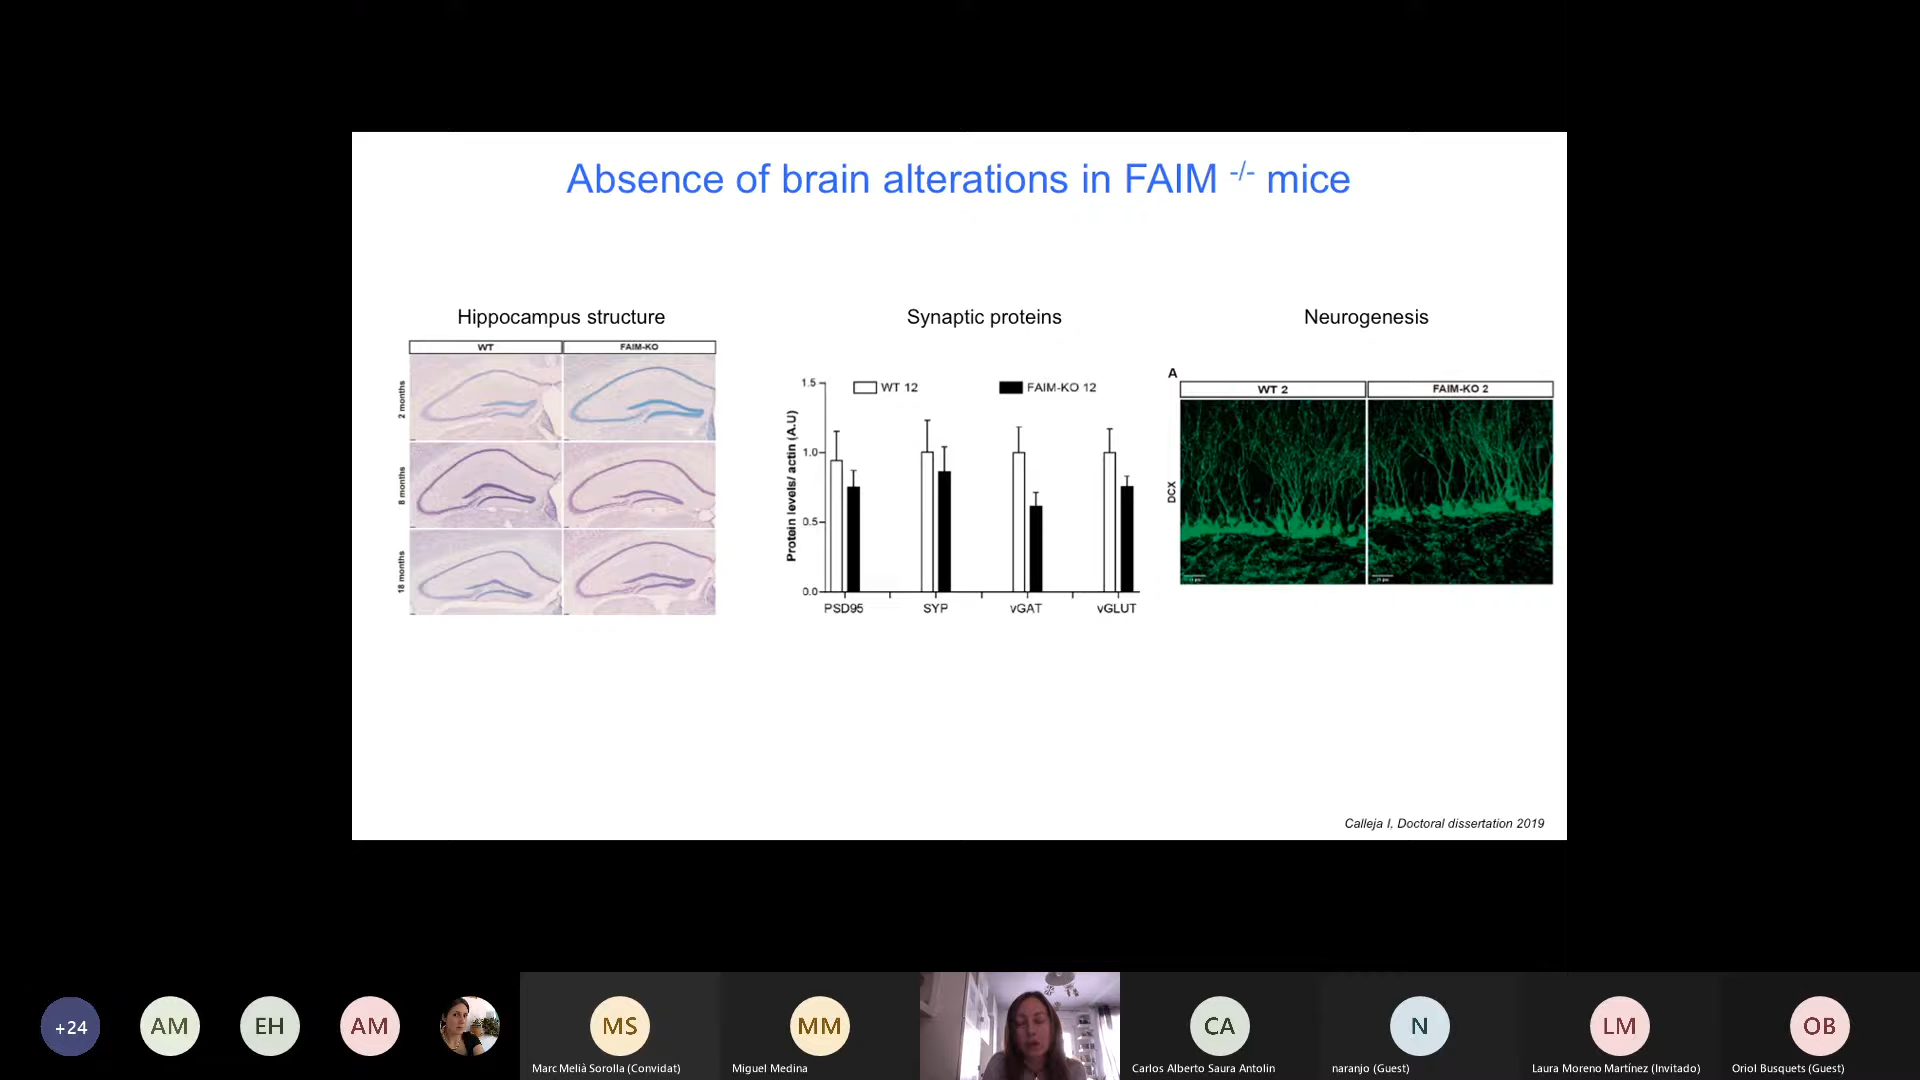 Absence of brain alterations in FAIM -/- mice
Hippocampus structure
WT
FAIM-KO
2 months
8 months
18 months
Synaptic proteins
1.5
WT 12
FAIM-KO 12
1.0
0.5
0.0
Protein levels/ actin (A.U)
PSD95
SYP
vGAT
vGLUT
Neurogenesis
A
WT 2
FAIM-KO 2
DCX
Calleja I, Doctoral dissertation 2019
+24
AM
EH
AM
MS
MM
CA
N
LM
OB
Marc Melià Sorolla (Convidat)
Miguel Medina
Carlos Alberto Saura Antolin
naranjo (Guest)
Laura Moreno Martínez (Invitado)
Oriol Busquets (Guest)